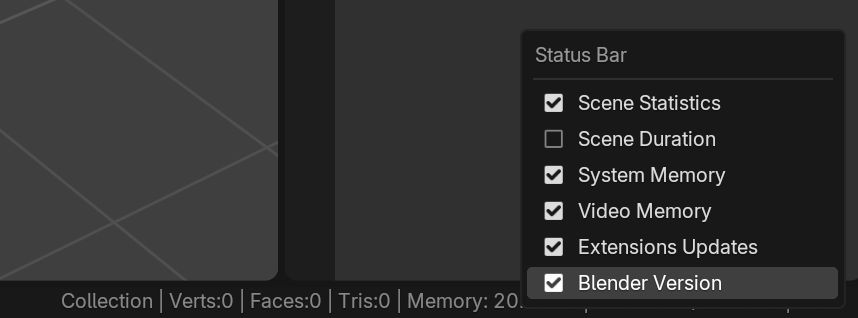 Status Bar
Scene Statistics
Scene Duration
System Memory
Video Memory
Extensions Updates
Blender Version
Collection | Verts:0 | Faces:0 | Tris:0 | Memory: 20.